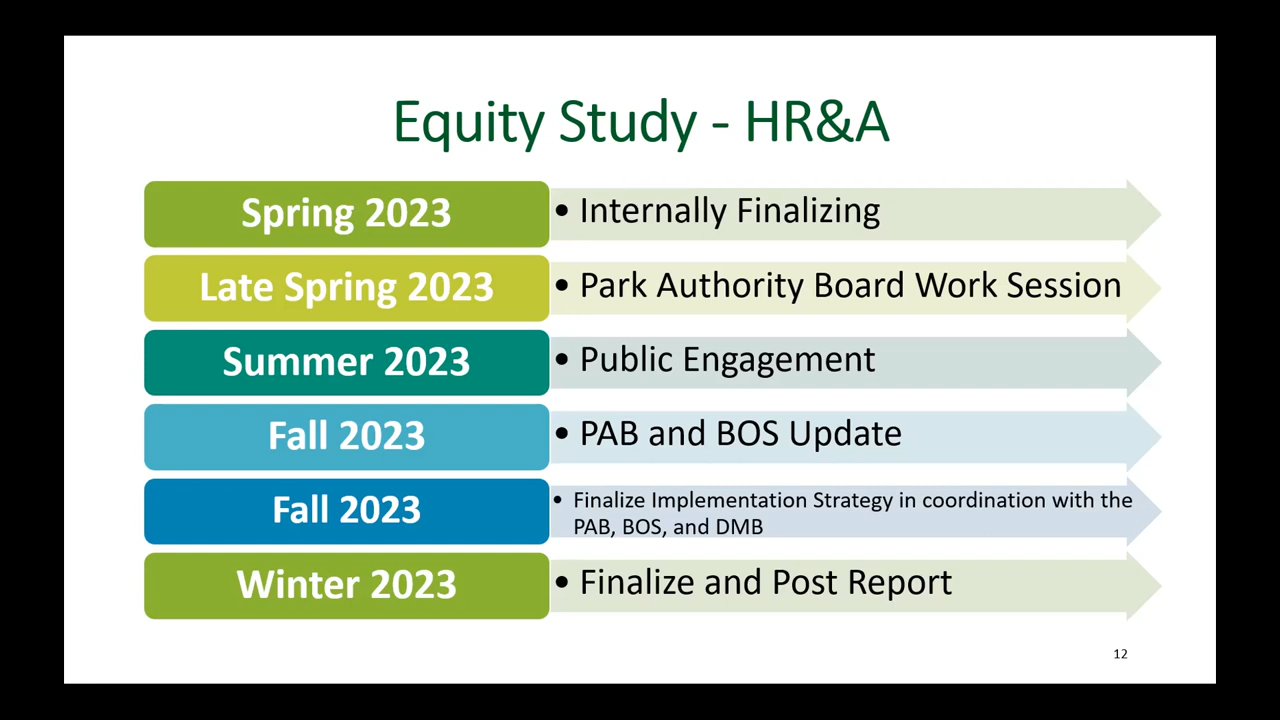 Equity Study - HR&A
Spring 2023
• Internally Finalizing
Late Spring 2023
• Park Authority Board Work Session
Summer 2023
• Public Engagement
Fall 2023
• PAB and BOS Update
Fall 2023
• Finalize Implementation Strategy in coordination with the
PAB, BOS, and DMB
Winter 2023
• Finalize and Post Report
12